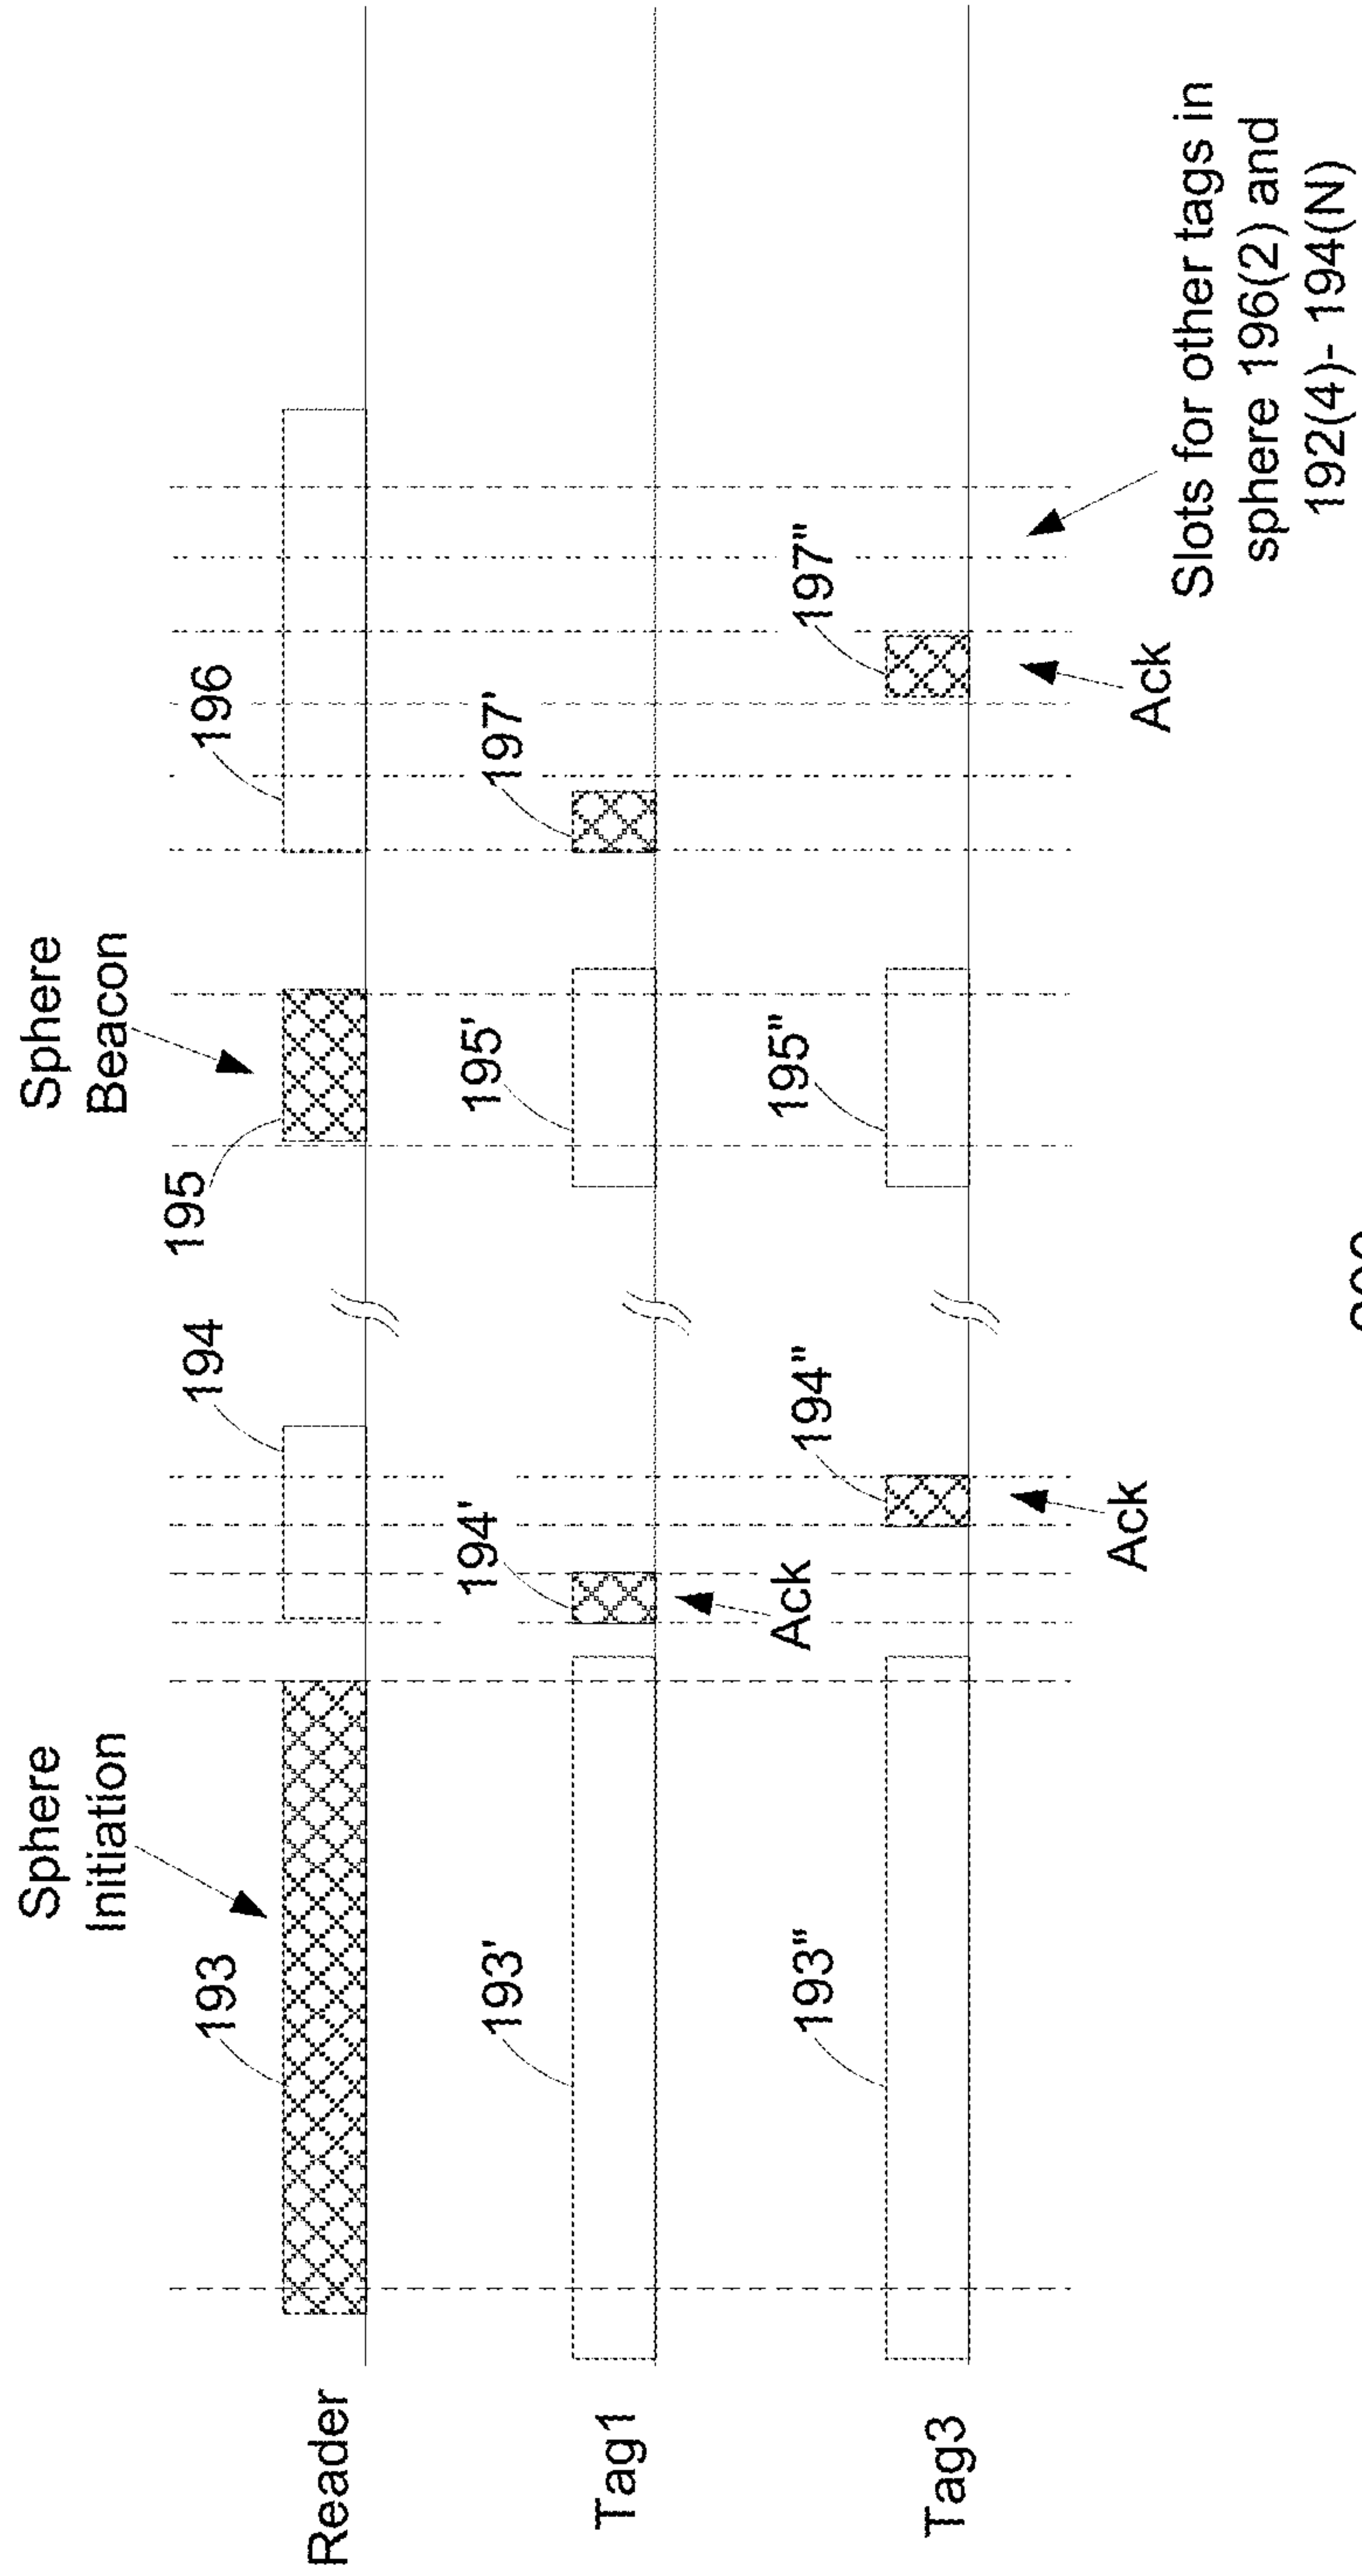 Sphere
Initiation
Sphere
Beacon
193
194
195
196
Reader
193'
194'
195'
197'
Tag1
Ack
193"
194"
195"
197"
Tag3
Ack
Ack
Slots for other tags in
sphere 196(2) and
192(4)- 194(N)